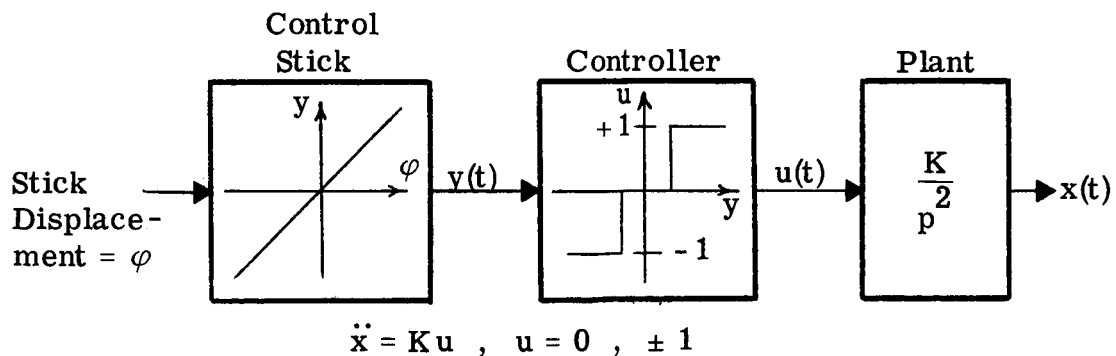 Control
Stick
Controller
Plant
y
φ
u
+1
y
-1
K
p²
Stick
Displace-
ment = φ
y(t)
u(t)
x(t)
ẍ = Ku , u = 0 , ± 1